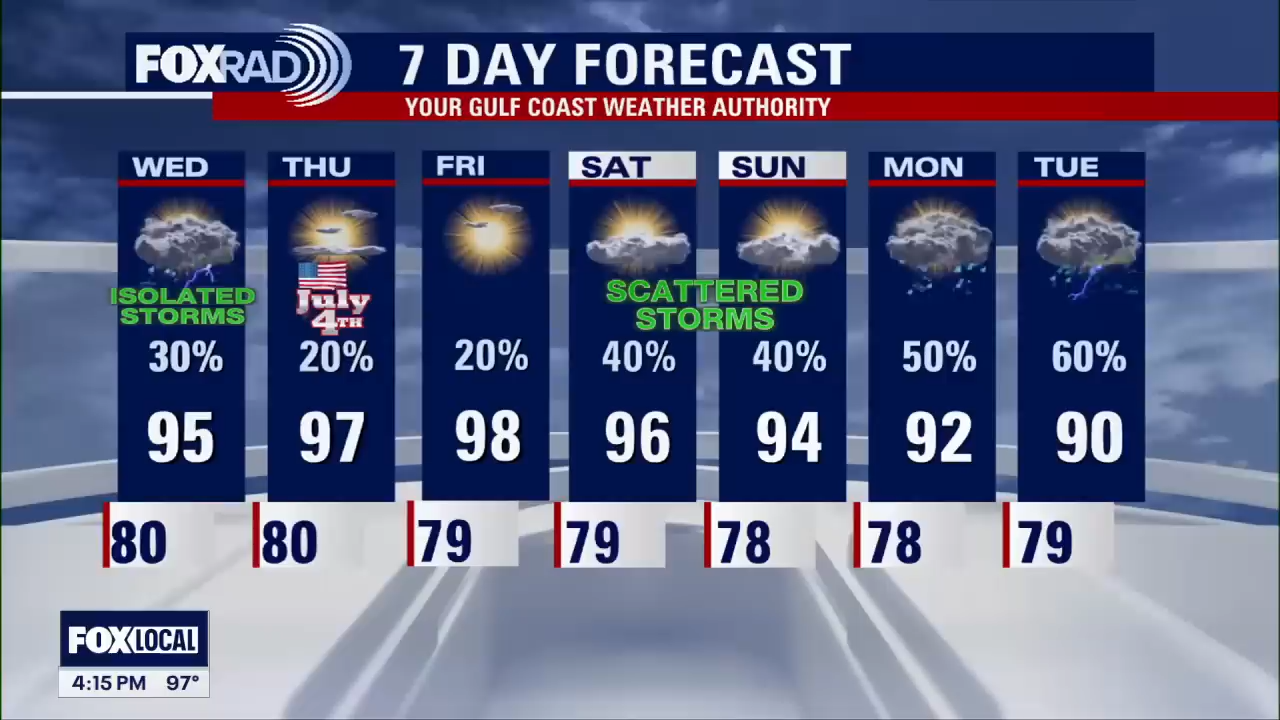 FOXRAD
7 DAY FORECAST
YOUR GULF COAST WEATHER AUTHORITY
WED THU FRI SAT SUN MON TUE
ISOLATED
STORMS
July
4TH
SCATTERED
STORMS
30% 20% 20% 40% 40% 50% 60%
95 97 98 96 94 92 90
80 80 79 79 78 78 79
FOX LOCAL
4:15 PM 97°